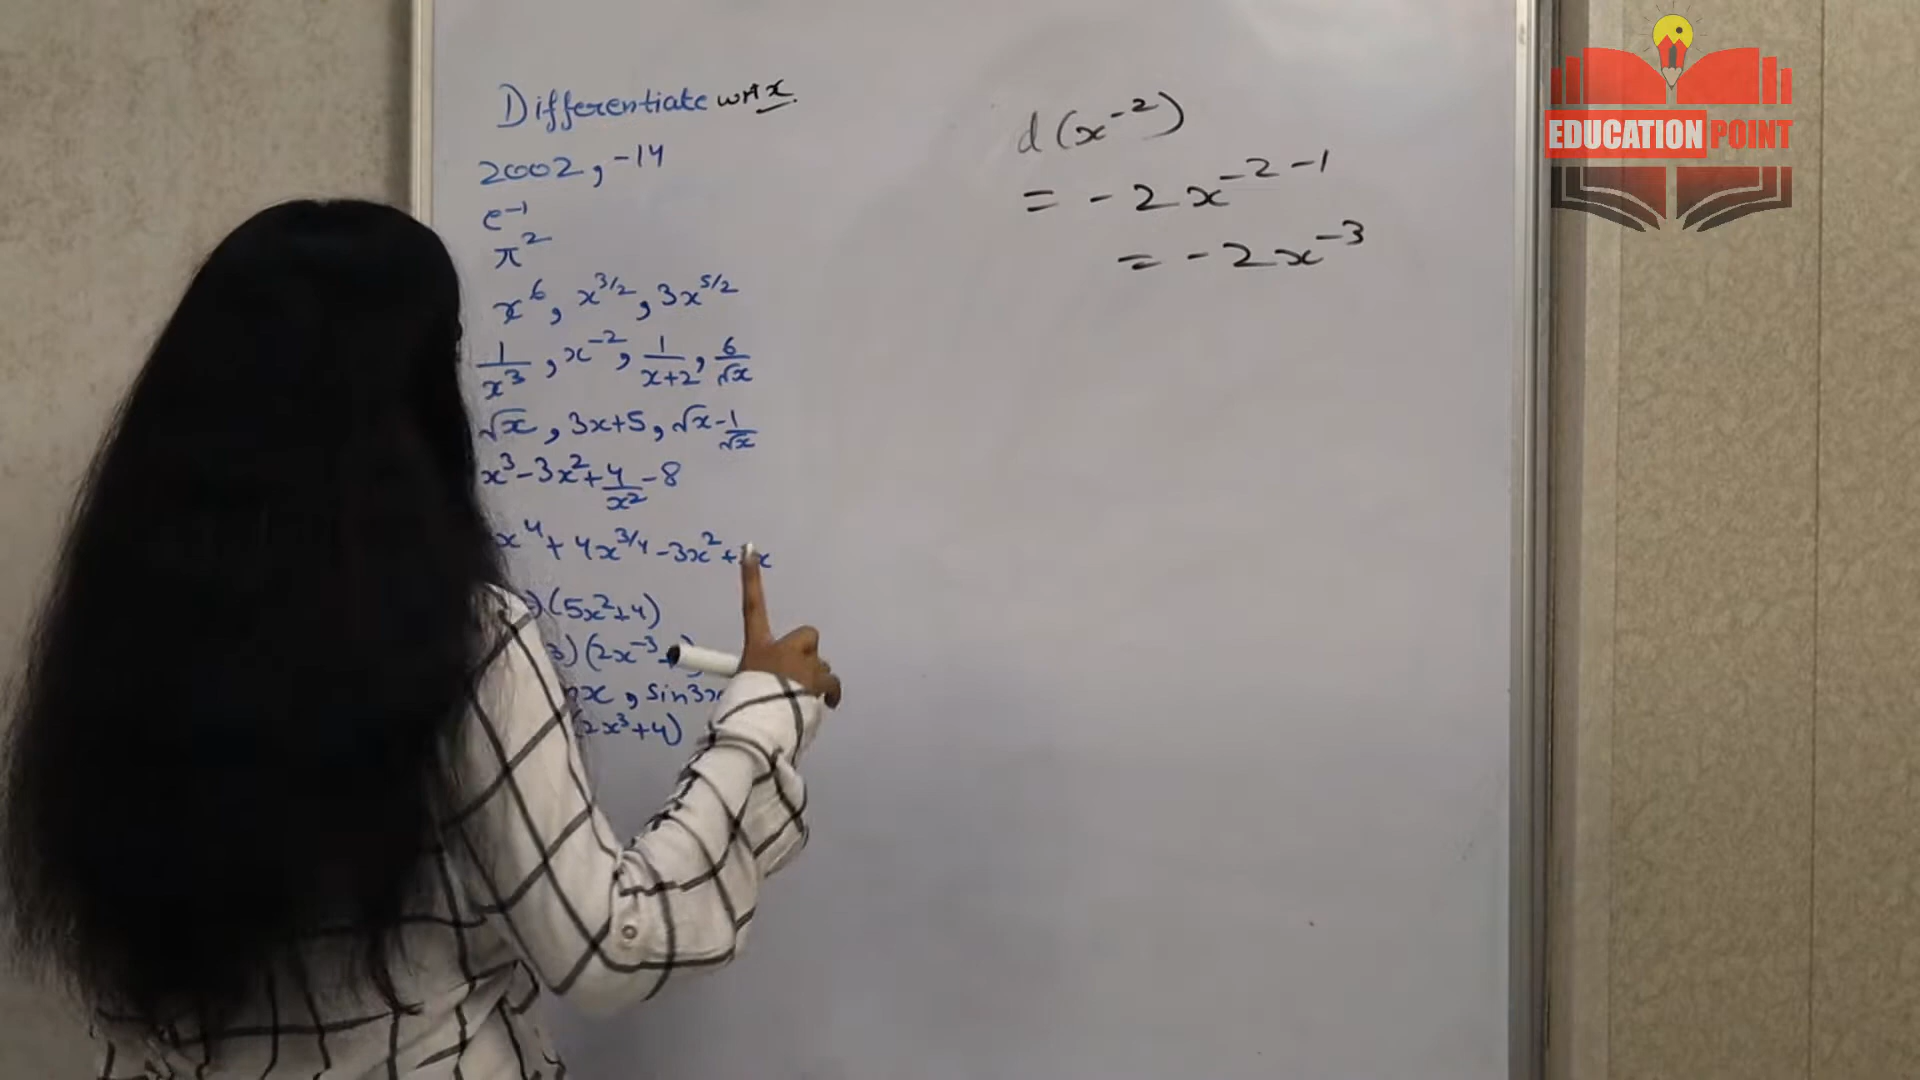 Differentiate wrt x.
2002, -14
e^-1
π^2
x^6, x^3/2, 3x^5/2
1/x^3, x^-2, 1/x+2, 6/√x
√x, 3x+5, √x - 1/√x
x^3 - 3x^2 + 4/x^2 - 8
x^4 + 4x^3/4 - 3x^2 + x
)(5x^2+4)
3)(2x^-3
x, sin3x
(2x^3+4)
d(x^-2)
= -2x^-2-1
= -2x^-3
EDUCATION POINT